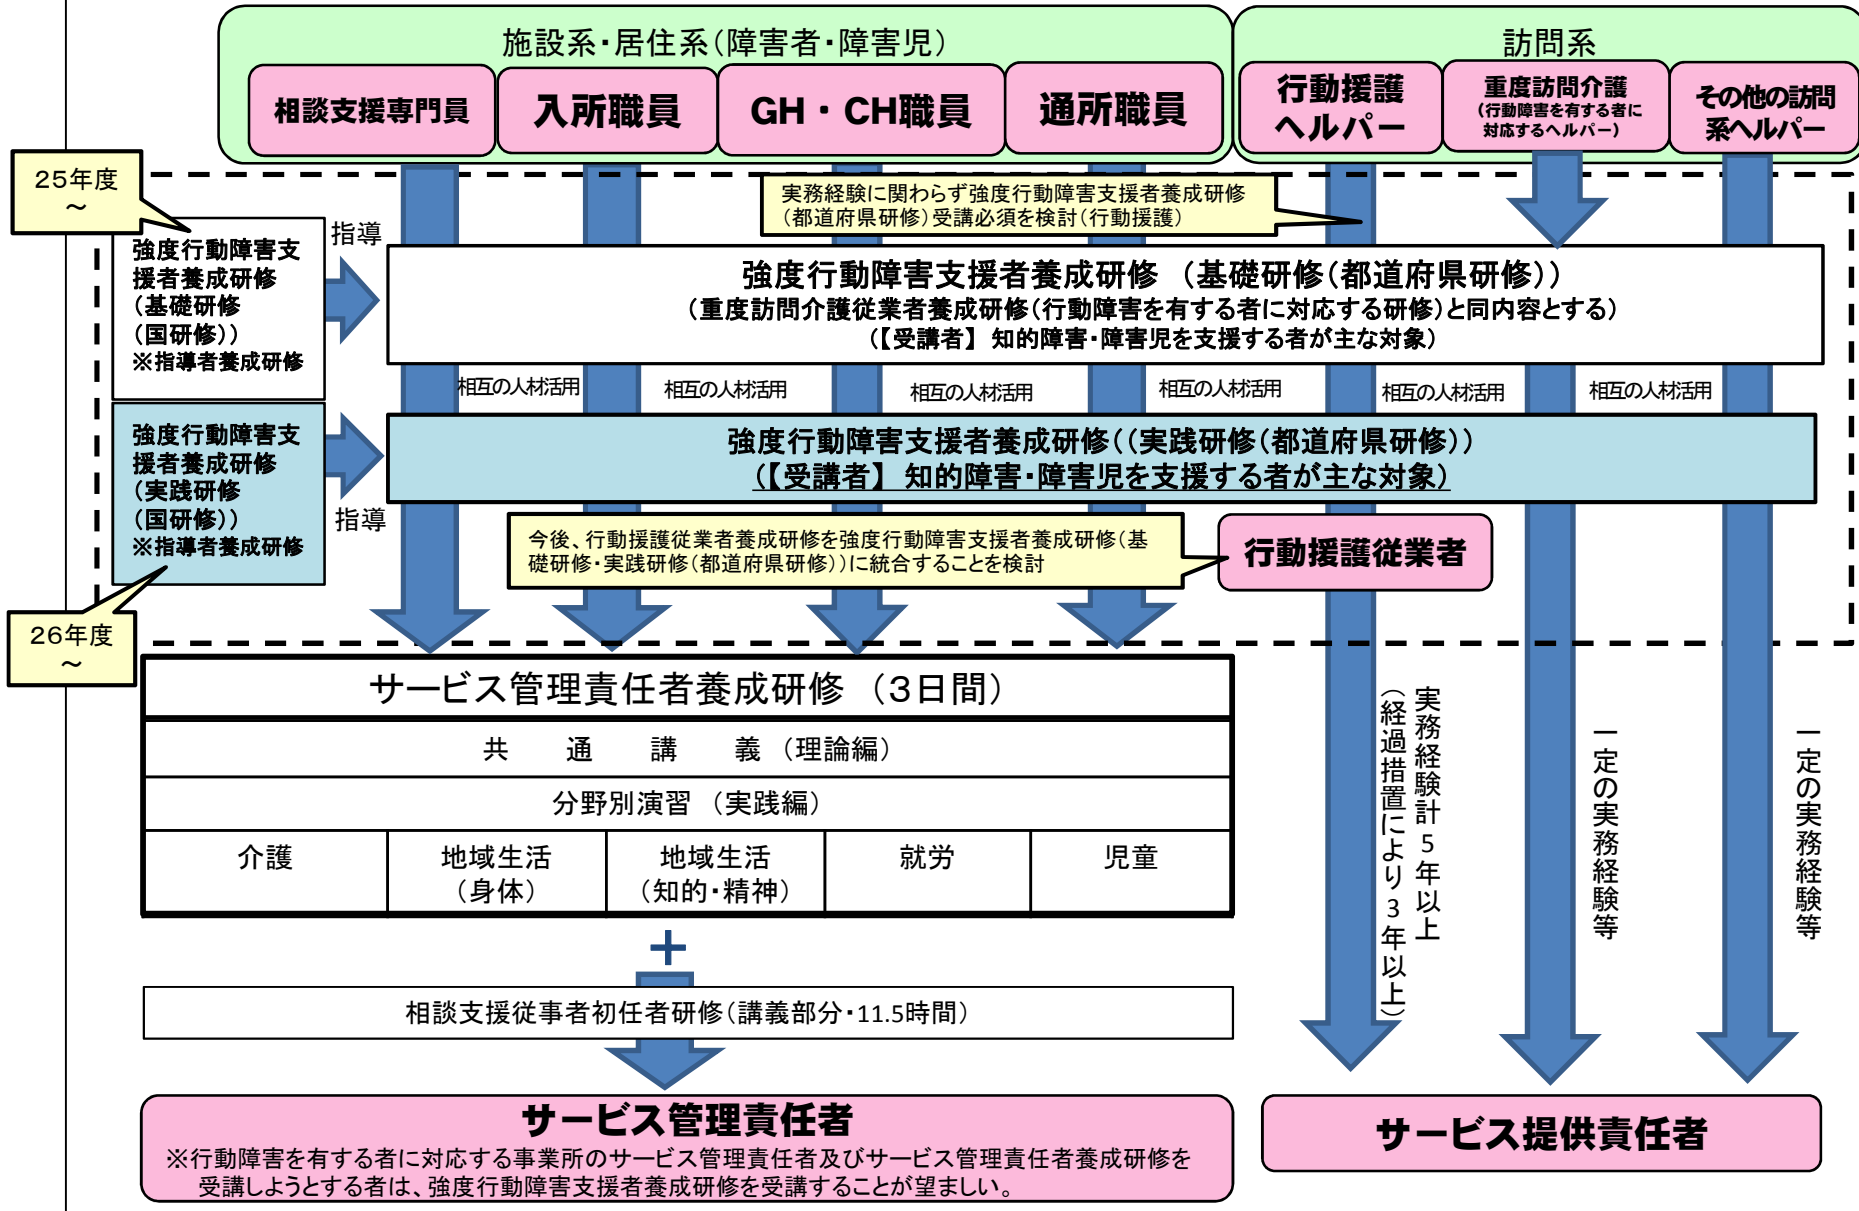 施設系・居住系（障害者・障害児）
訪問系
相談支援専門員
入所職員
GH・CH職員
通所職員
行動援護
ヘルパー
重度訪問介護
（行動障害を有する者に
対応するヘルパー）
その他の訪問
系ヘルパー
25年度
～
実務経験に関わらず強度行動障害支援者養成研修
（都道府県研修）受講必須を検討（行動援護）
強度行動障害支
援者養成研修
（基礎研修
（国研修））
※指導者養成研修
指導
強度行動障害支援者養成研修　（基礎研修（都道府県研修））
（重度訪問介護従業者養成研修（行動障害を有する者に対応する研修）と同内容とする）
（【受講者】 知的障害・障害児を支援する者が主な対象）
相互の人材活用
相互の人材活用
相互の人材活用
相互の人材活用
相互の人材活用
相互の人材活用
強度行動障害支
援者養成研修
（実践研修
（国研修））
※指導者養成研修
指導
強度行動障害支援者養成研修（（実践研修（都道府県研修））
（【受講者】 知的障害・障害児を支援する者が主な対象）
今後、行動援護従業者養成研修を強度行動障害支援者養成研修（基
礎研修・実践研修（都道府県研修））に統合することを検討
行動援護従業者
26年度
～
サービス管理責任者養成研修　（３日間）
共　通　講　義　（理論編）
分野別演習　（実践編）
介護
地域生活
（身体）
地域生活
（知的・精神）
就労
児童
実務経験計５年以上
（経過措置により３年以上）
一定の実務経験等
一定の実務経験等
＋
相談支援従事者初任者研修（講義部分・11.5時間）
サービス管理責任者
※行動障害を有する者に対応する事業所のサービス管理責任者及びサービス管理責任者養成研修を
受講しようとする者は、強度行動障害支援者養成研修を受講することが望ましい。
サービス提供責任者